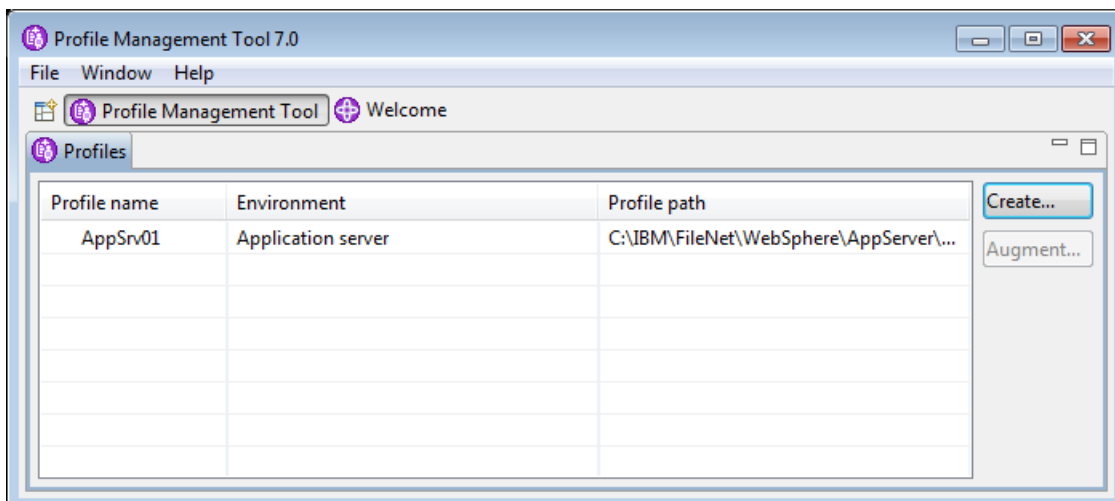 Profile Management Tool 7.0
File Window Help
Profile Management Tool Welcome
Profiles
Profile name Environment Profile path Create...
AppSrv01 Application server C:\IBM\FileNet\WebSphere\AppServer\... Augment...